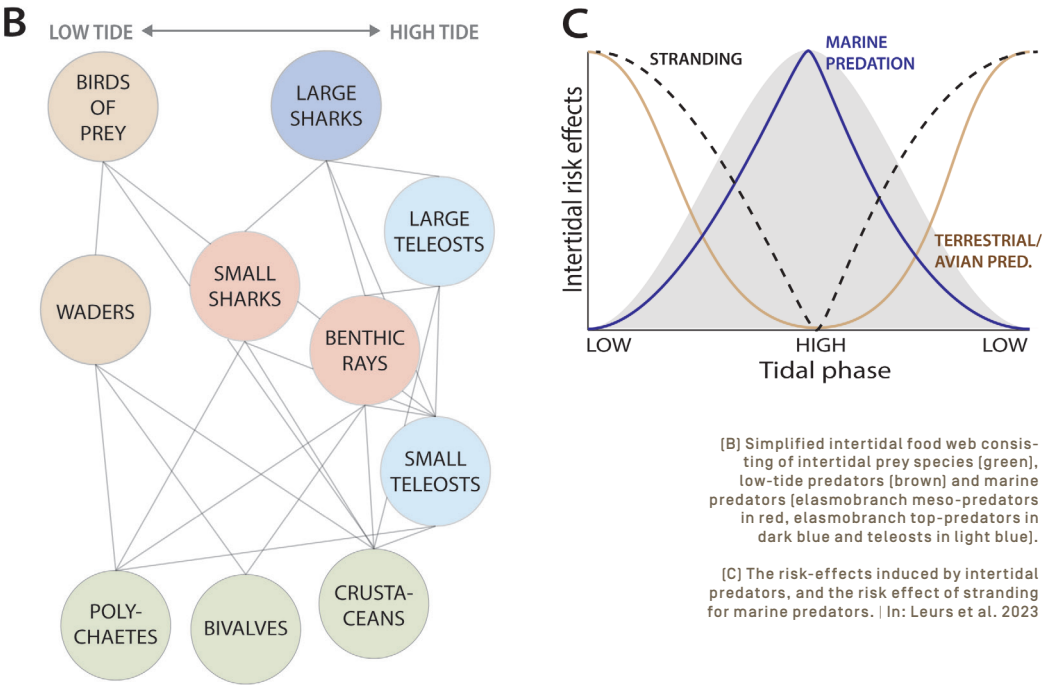 B
LOW TIDE
HIGH TIDE
BIRDS
OF
PREY
LARGE
SHARKS
LARGE
TELEOSTS
SMALL
SHARKS
WADERS
BENTHIC
RAYS
SMALL
TELEOSTS
POLY-
CHAETES
BIVALVES
CRUSTA-
CEANS
C
STRANDING
MARINE
PREDATION
TERRESTRIAL/
AVIAN PRED.
Intertidal risk effects
LOW
HIGH
LOW
Tidal phase
(B) Simplified intertidal food web consis-
ting of intertidal prey species (green),
low-tide predators (brown) and marine
predators (elasmobranch meso-predators
in red, elasmobranch top-predators in
dark blue and teleosts in light blue).
(C) The risk-effects induced by intertidal
predators, and the risk effect of stranding
for marine predators. | In: Leurs et al. 2023